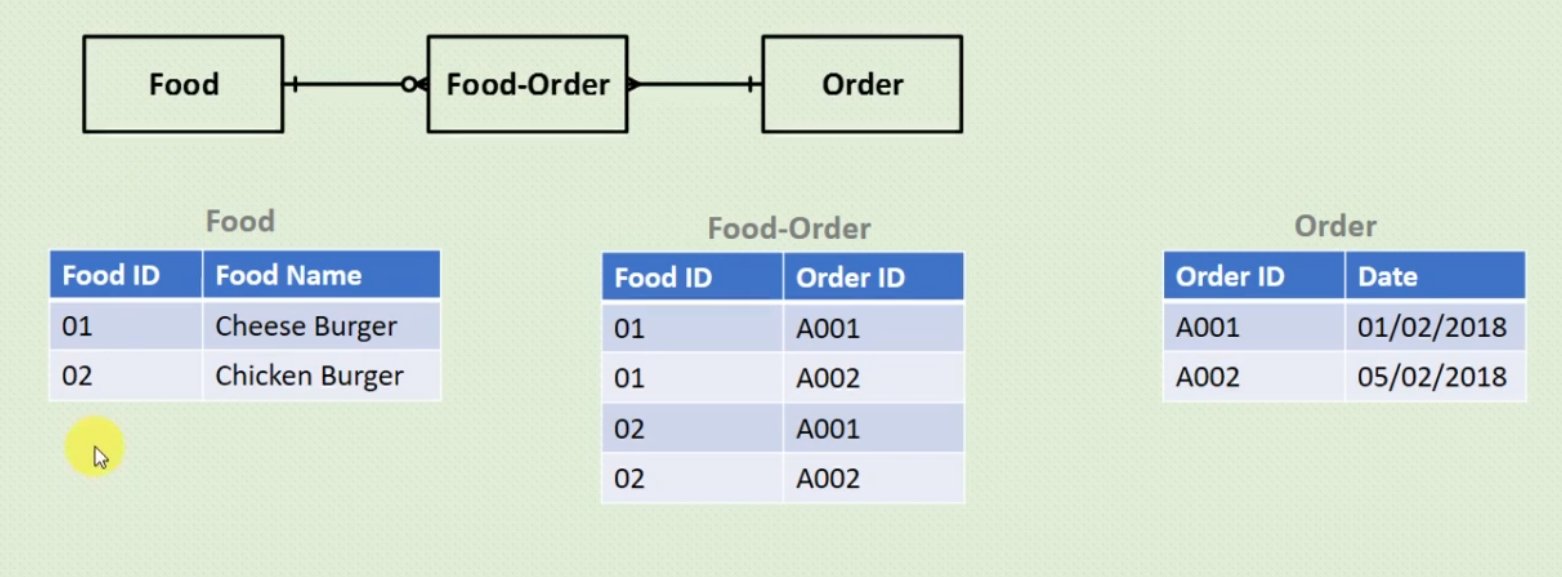 Food Food-Order Order
Food
Food ID Food Name
01 Cheese Burger
02 Chicken Burger
Food-Order
Food ID Order ID
01 A001
01 A002
02 A001
02 A002
Order
Order ID Date
A001 01/02/2018
A002 05/02/2018